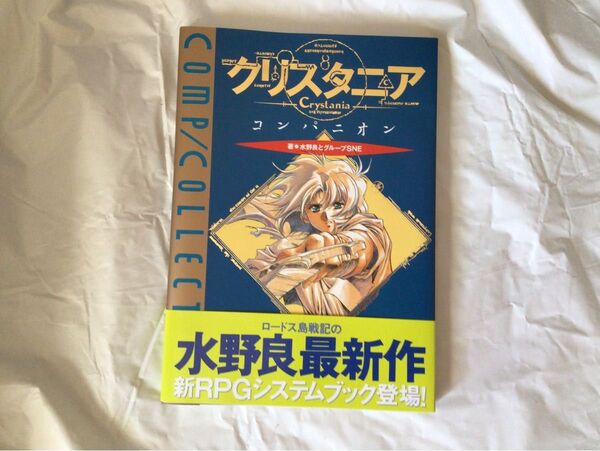 COMP/COLLECT
クリスタニア
Crystania
コンパニオン
著◆水野良とグループSNE
ロードス島戦記の
水野良最新作
新RPGシステムブック登場!